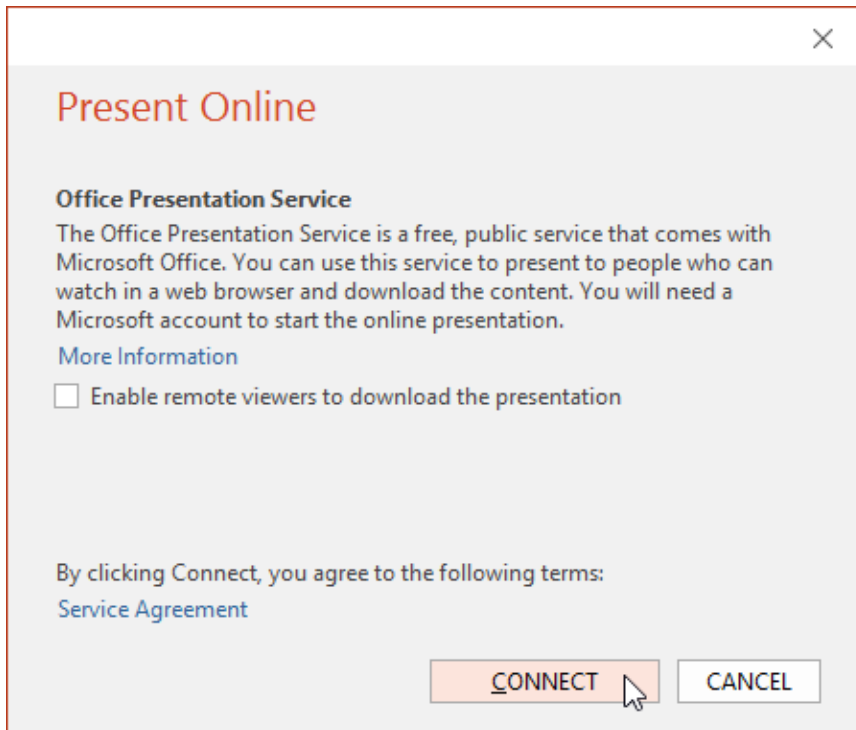 Present Online
Office Presentation Service
The Office Presentation Service is a free, public service that comes with
Microsoft Office. You can use this service to present to people who can
watch in a web browser and download the content. You will need a
Microsoft account to start the online presentation.
More Information
Enable remote viewers to download the presentation
By clicking Connect, you agree to the following terms:
Service Agreement
CONNECT CANCEL